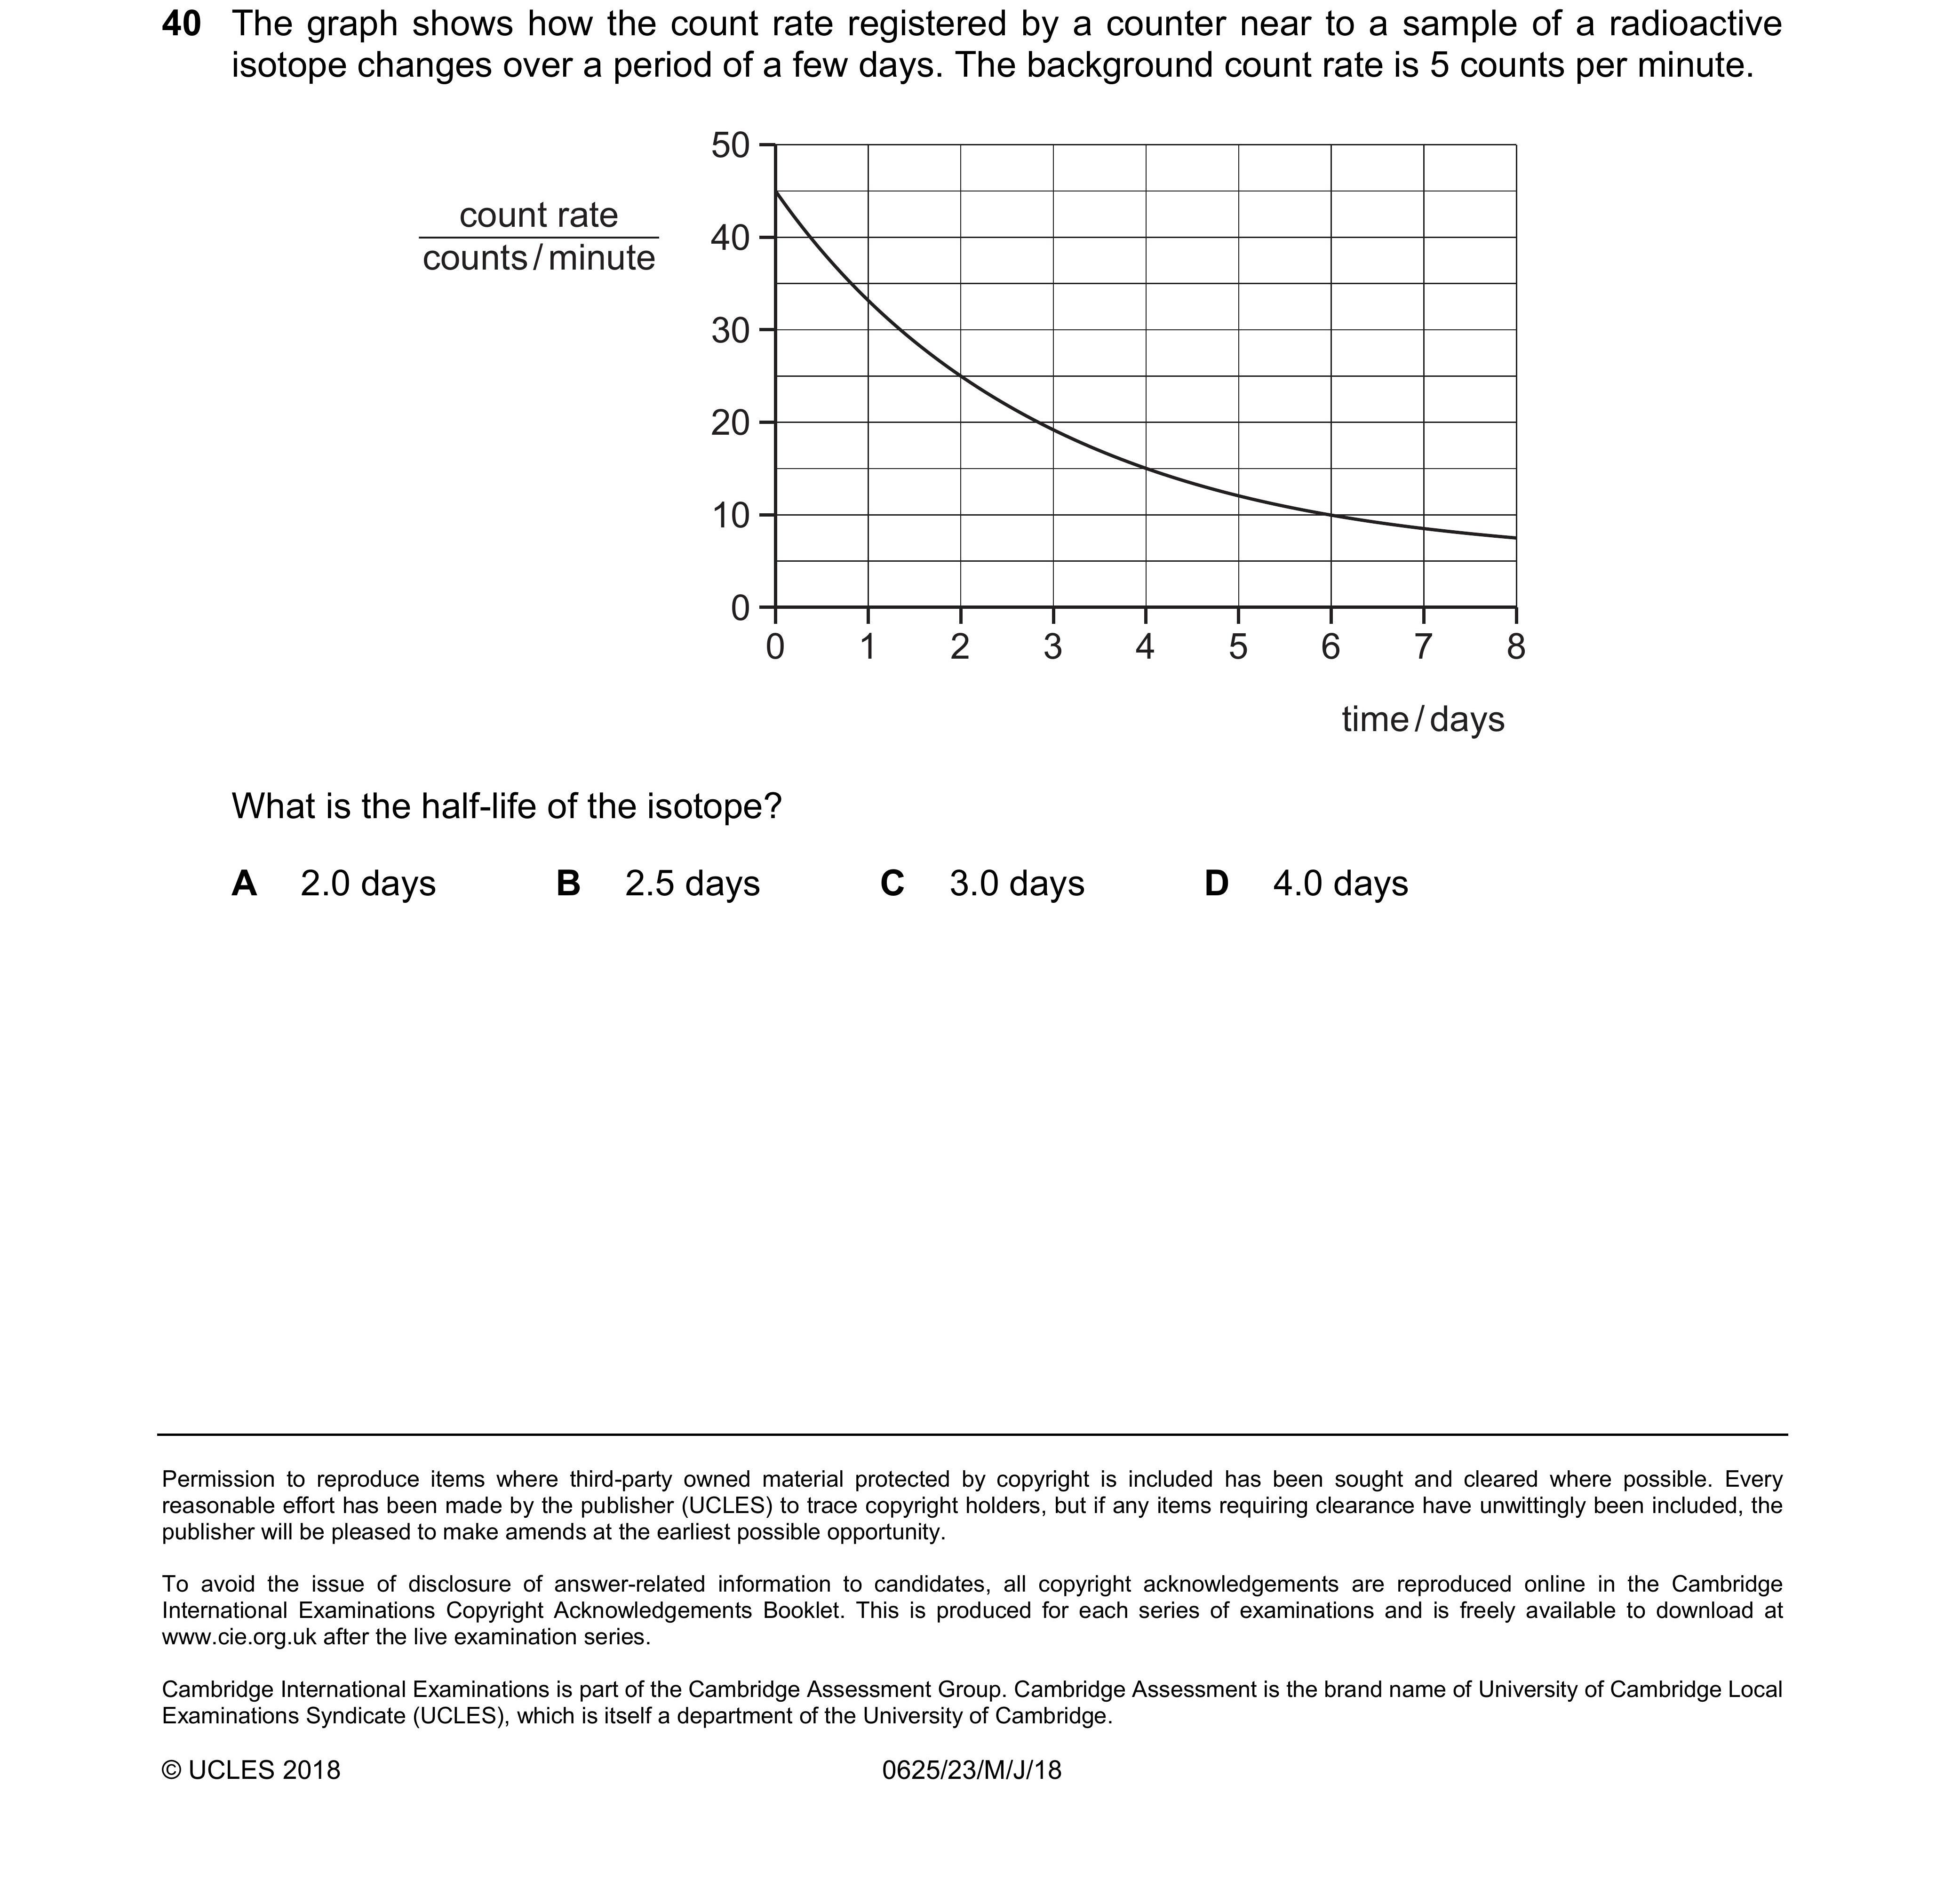 40 The graph shows how the count rate registered by a counter near to a sample of a radioactive
isotope changes over a period of a few days. The background count rate is 5 counts per minute.
50
count rate
counts / minute
40
30
20
10
0
0 1 2 3 4 5 6 7 8
time / days
What is the half-life of the isotope?
A 2.0 days B 2.5 days C 3.0 days D 4.0 days
Permission to reproduce items where third-party owned material protected by copyright is included has been sought and cleared where possible. Every
reasonable effort has been made by the publisher (UCLES) to trace copyright holders, but if any items requiring clearance have unwittingly been included, the
publisher will be pleased to make amends at the earliest possible opportunity.
To avoid the issue of disclosure of answer-related information to candidates, all copyright acknowledgements are reproduced online in the Cambridge
International Examinations Copyright Acknowledgements Booklet. This is produced for each series of examinations and is freely available to download at
www.cie.org.uk after the live examination series.
Cambridge International Examinations is part of the Cambridge Assessment Group. Cambridge Assessment is the brand name of University of Cambridge Local
Examinations Syndicate (UCLES), which is itself a department of the University of Cambridge.
© UCLES 2018 0625/23/M/J/18